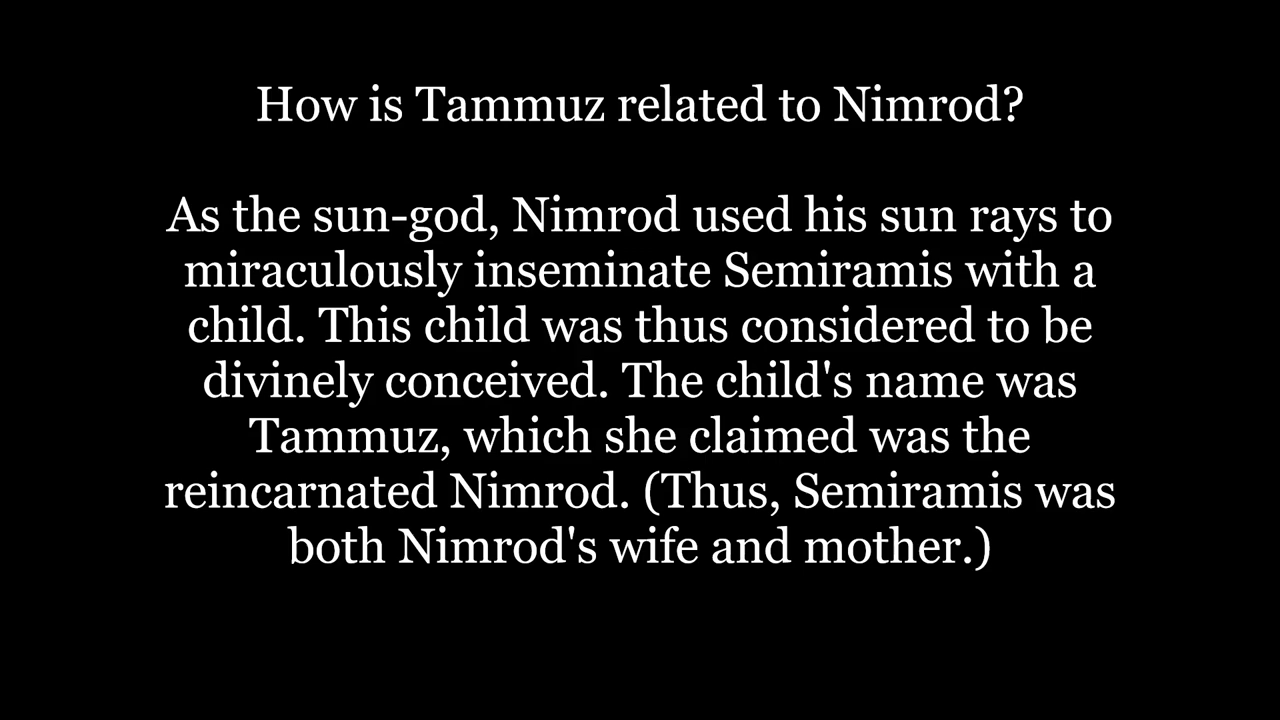 How is Tammuz related to Nimrod?
As the sun-god, Nimrod used his sun rays to
miraculously inseminate Semiramis with a
child. This child was thus considered to be
divinely conceived. The child's name was
Tammuz, which she claimed was the
reincarnated Nimrod. (Thus, Semiramis was
both Nimrod's wife and mother.)